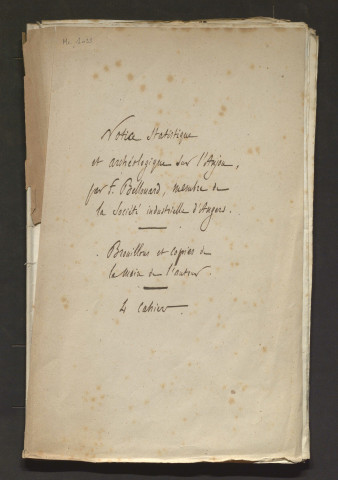 Notice Statistique
et archéologique sur l'Anjou,
par F. Bellouard, membre de
la Société industrielle d'Angers.
Brouillons et copies de
la main de l'auteur.
4 Cahiers.